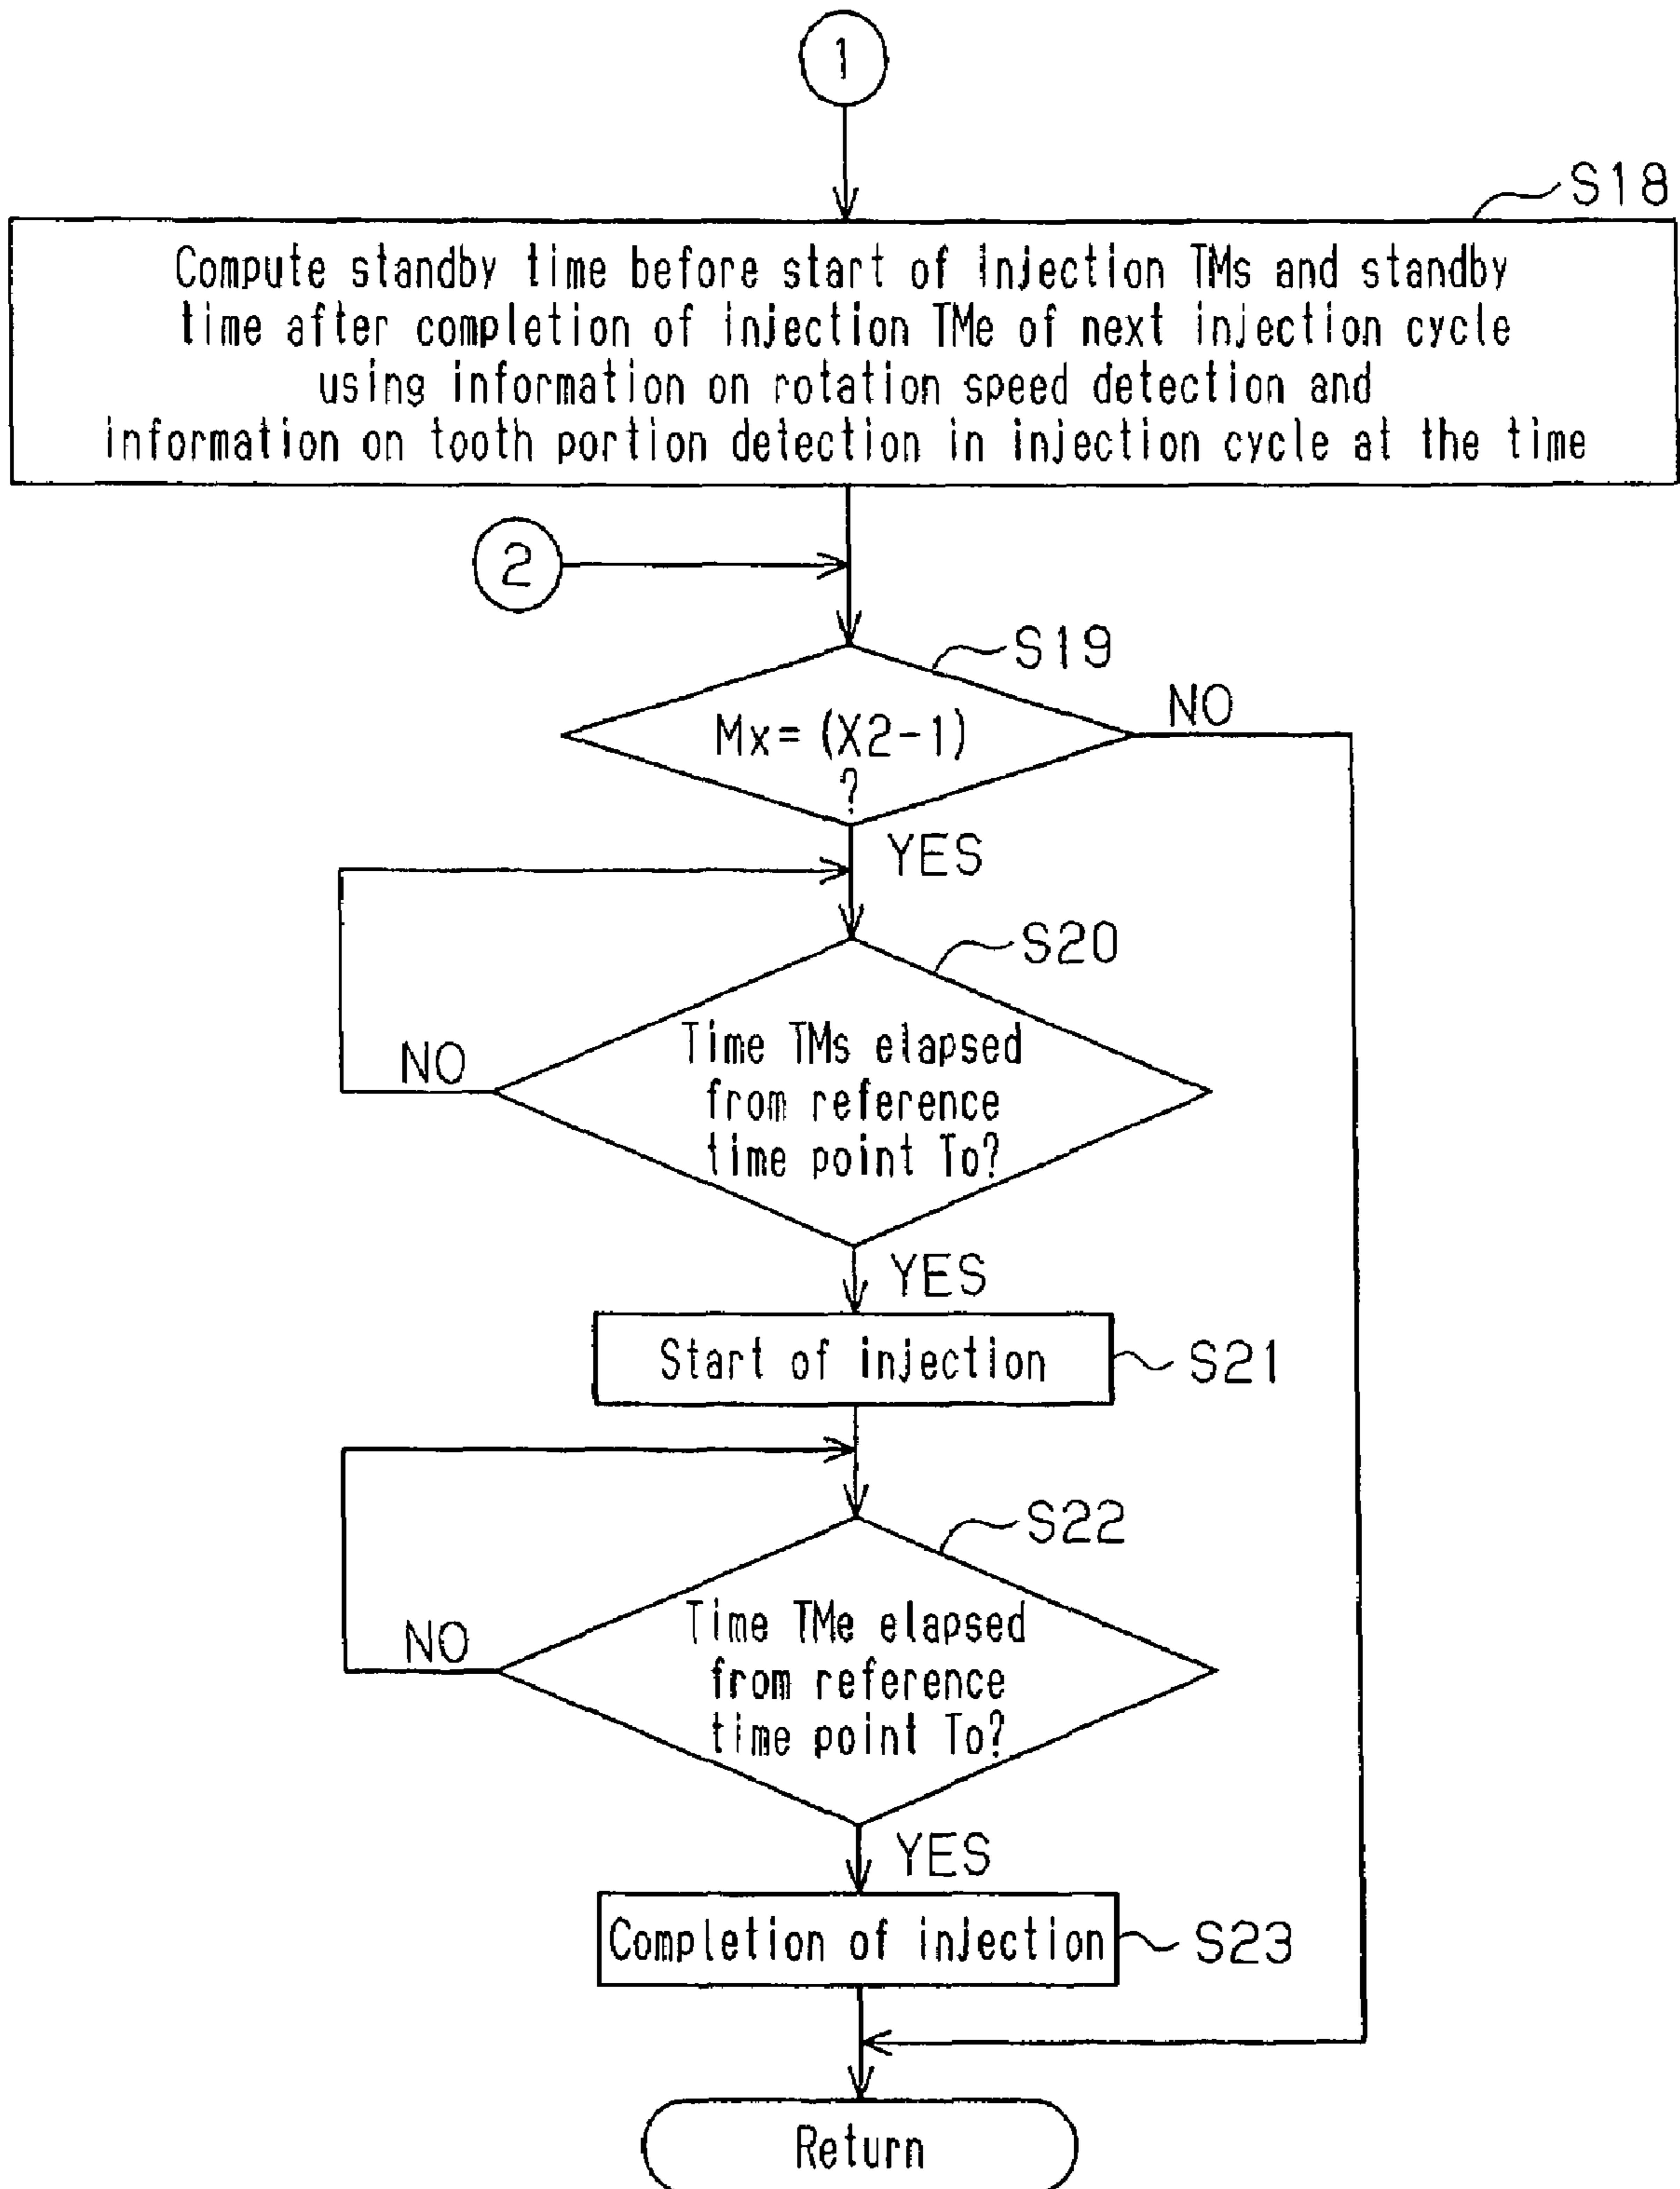 1
S18
Compute standby time before start of injection TMs and standby
time after completion of injection TMe of next injection cycle
using information on rotation speed detection and
information on tooth portion detection in injection cycle at the time
2
S19
Mx= (X2-1)
?
NO
YES
S20
Time TMs elapsed
from reference
time point To?
NO
YES
Start of injection
S21
S22
Time TMe elapsed
from reference
time point To?
NO
YES
Completion of injection
S23
Return